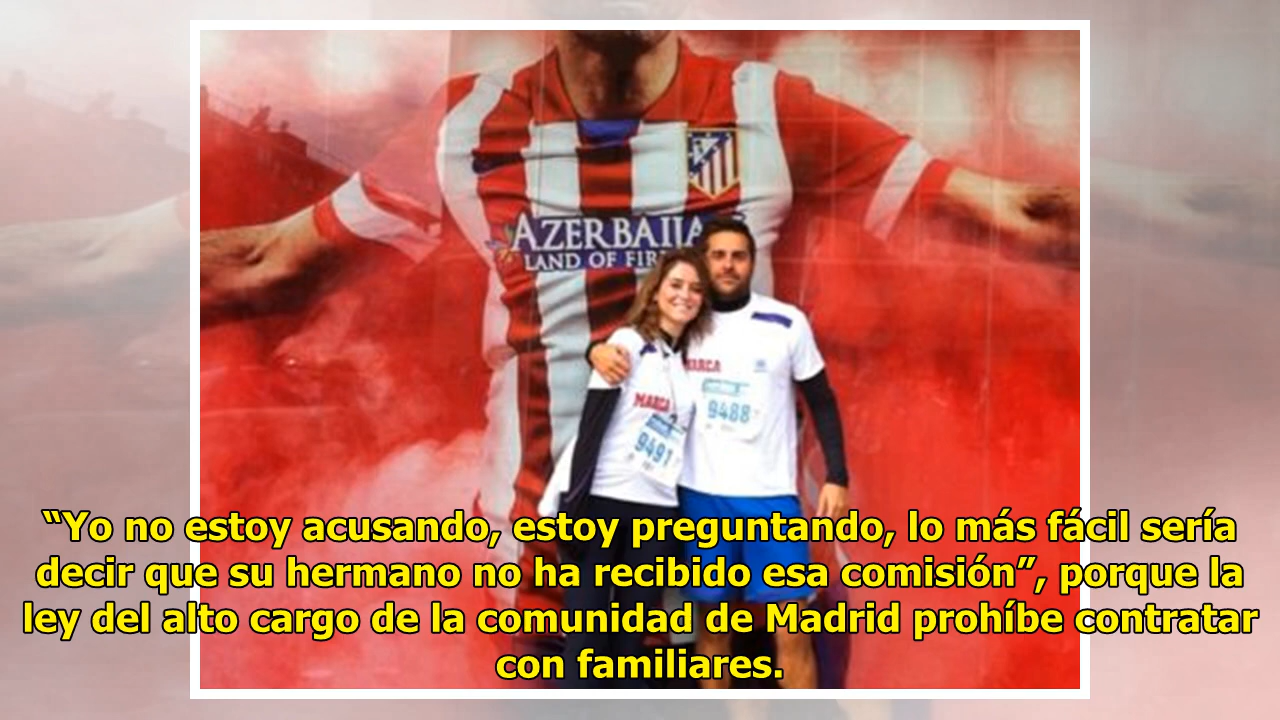 AZERBAIJA
LAND OF FIR
MARCA
9488
MARCA
9491
“Yo no estoy acusando, estoy preguntando, lo más fácil sería
decir que su hermano no ha recibido esa comisión”, porque la
ley del alto cargo de la comunidad de Madrid prohíbe contratar
con familiares.